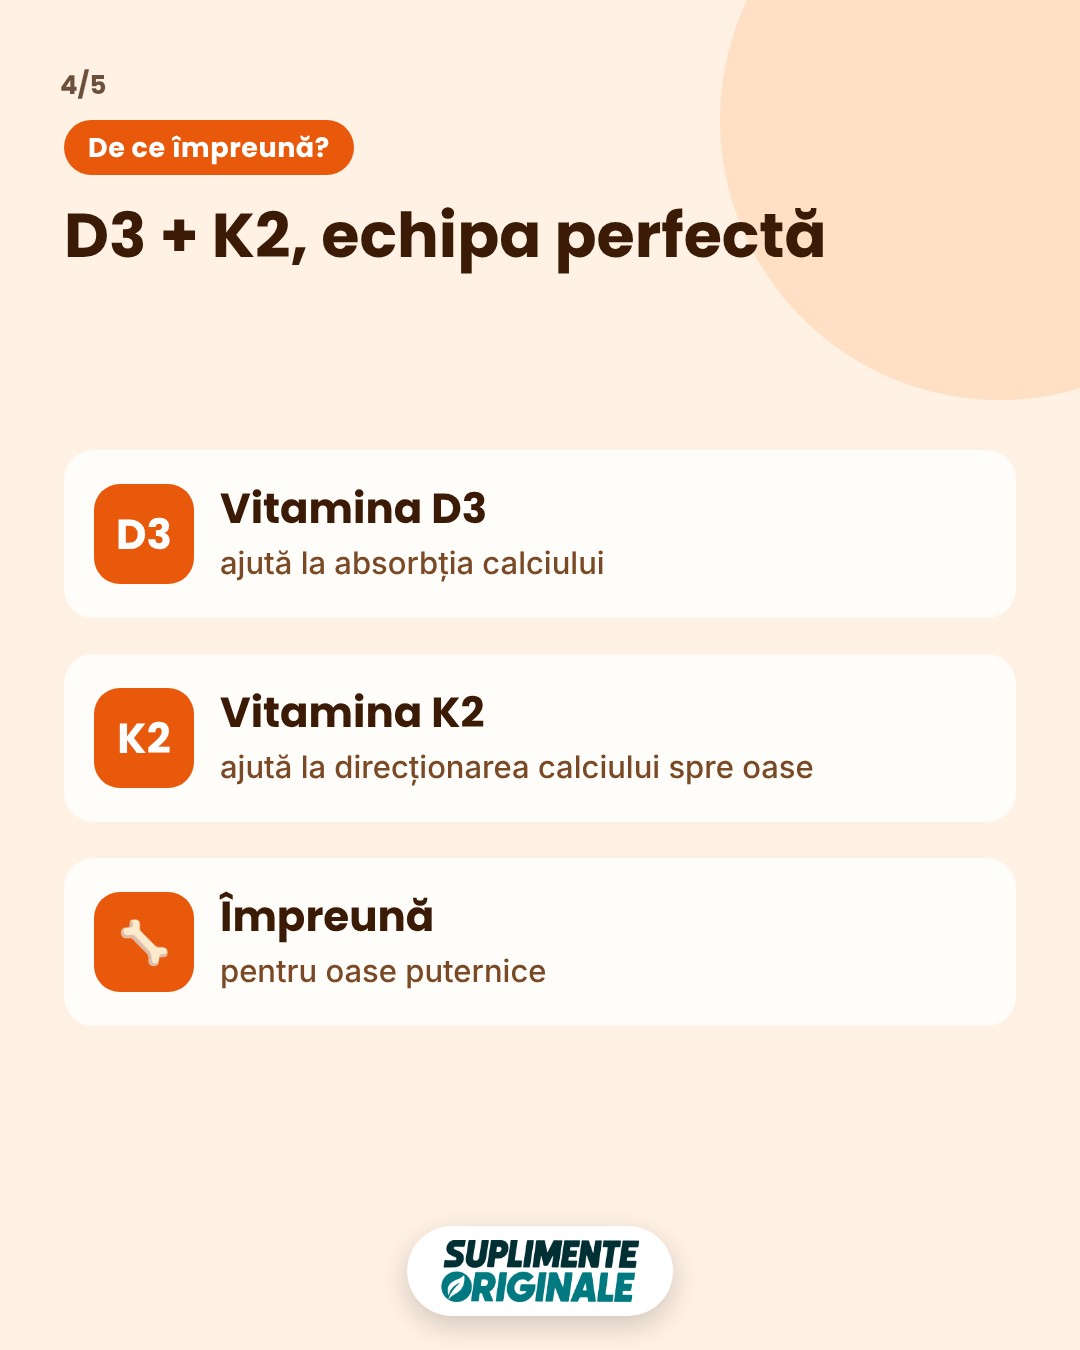 4/5
De ce împreună?
D3 + K2, echipa perfectă
D3
Vitamina D3
ajută la absorbția calciului
K2
Vitamina K2
ajută la direcționarea calciului spre oase
Împreună
pentru oase puternice
SUPLIMENTE
ORIGINALE